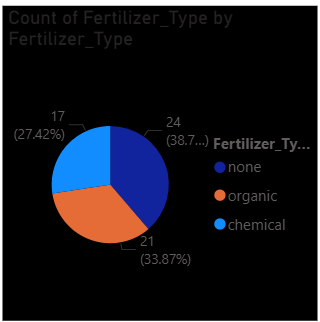 Count of Fertilizer_Type by
Fertilizer_Type
17
(27.42%)
24
(38.7...)
Fertilizer_Ty...
none
organic
chemical
21
(33.87%)